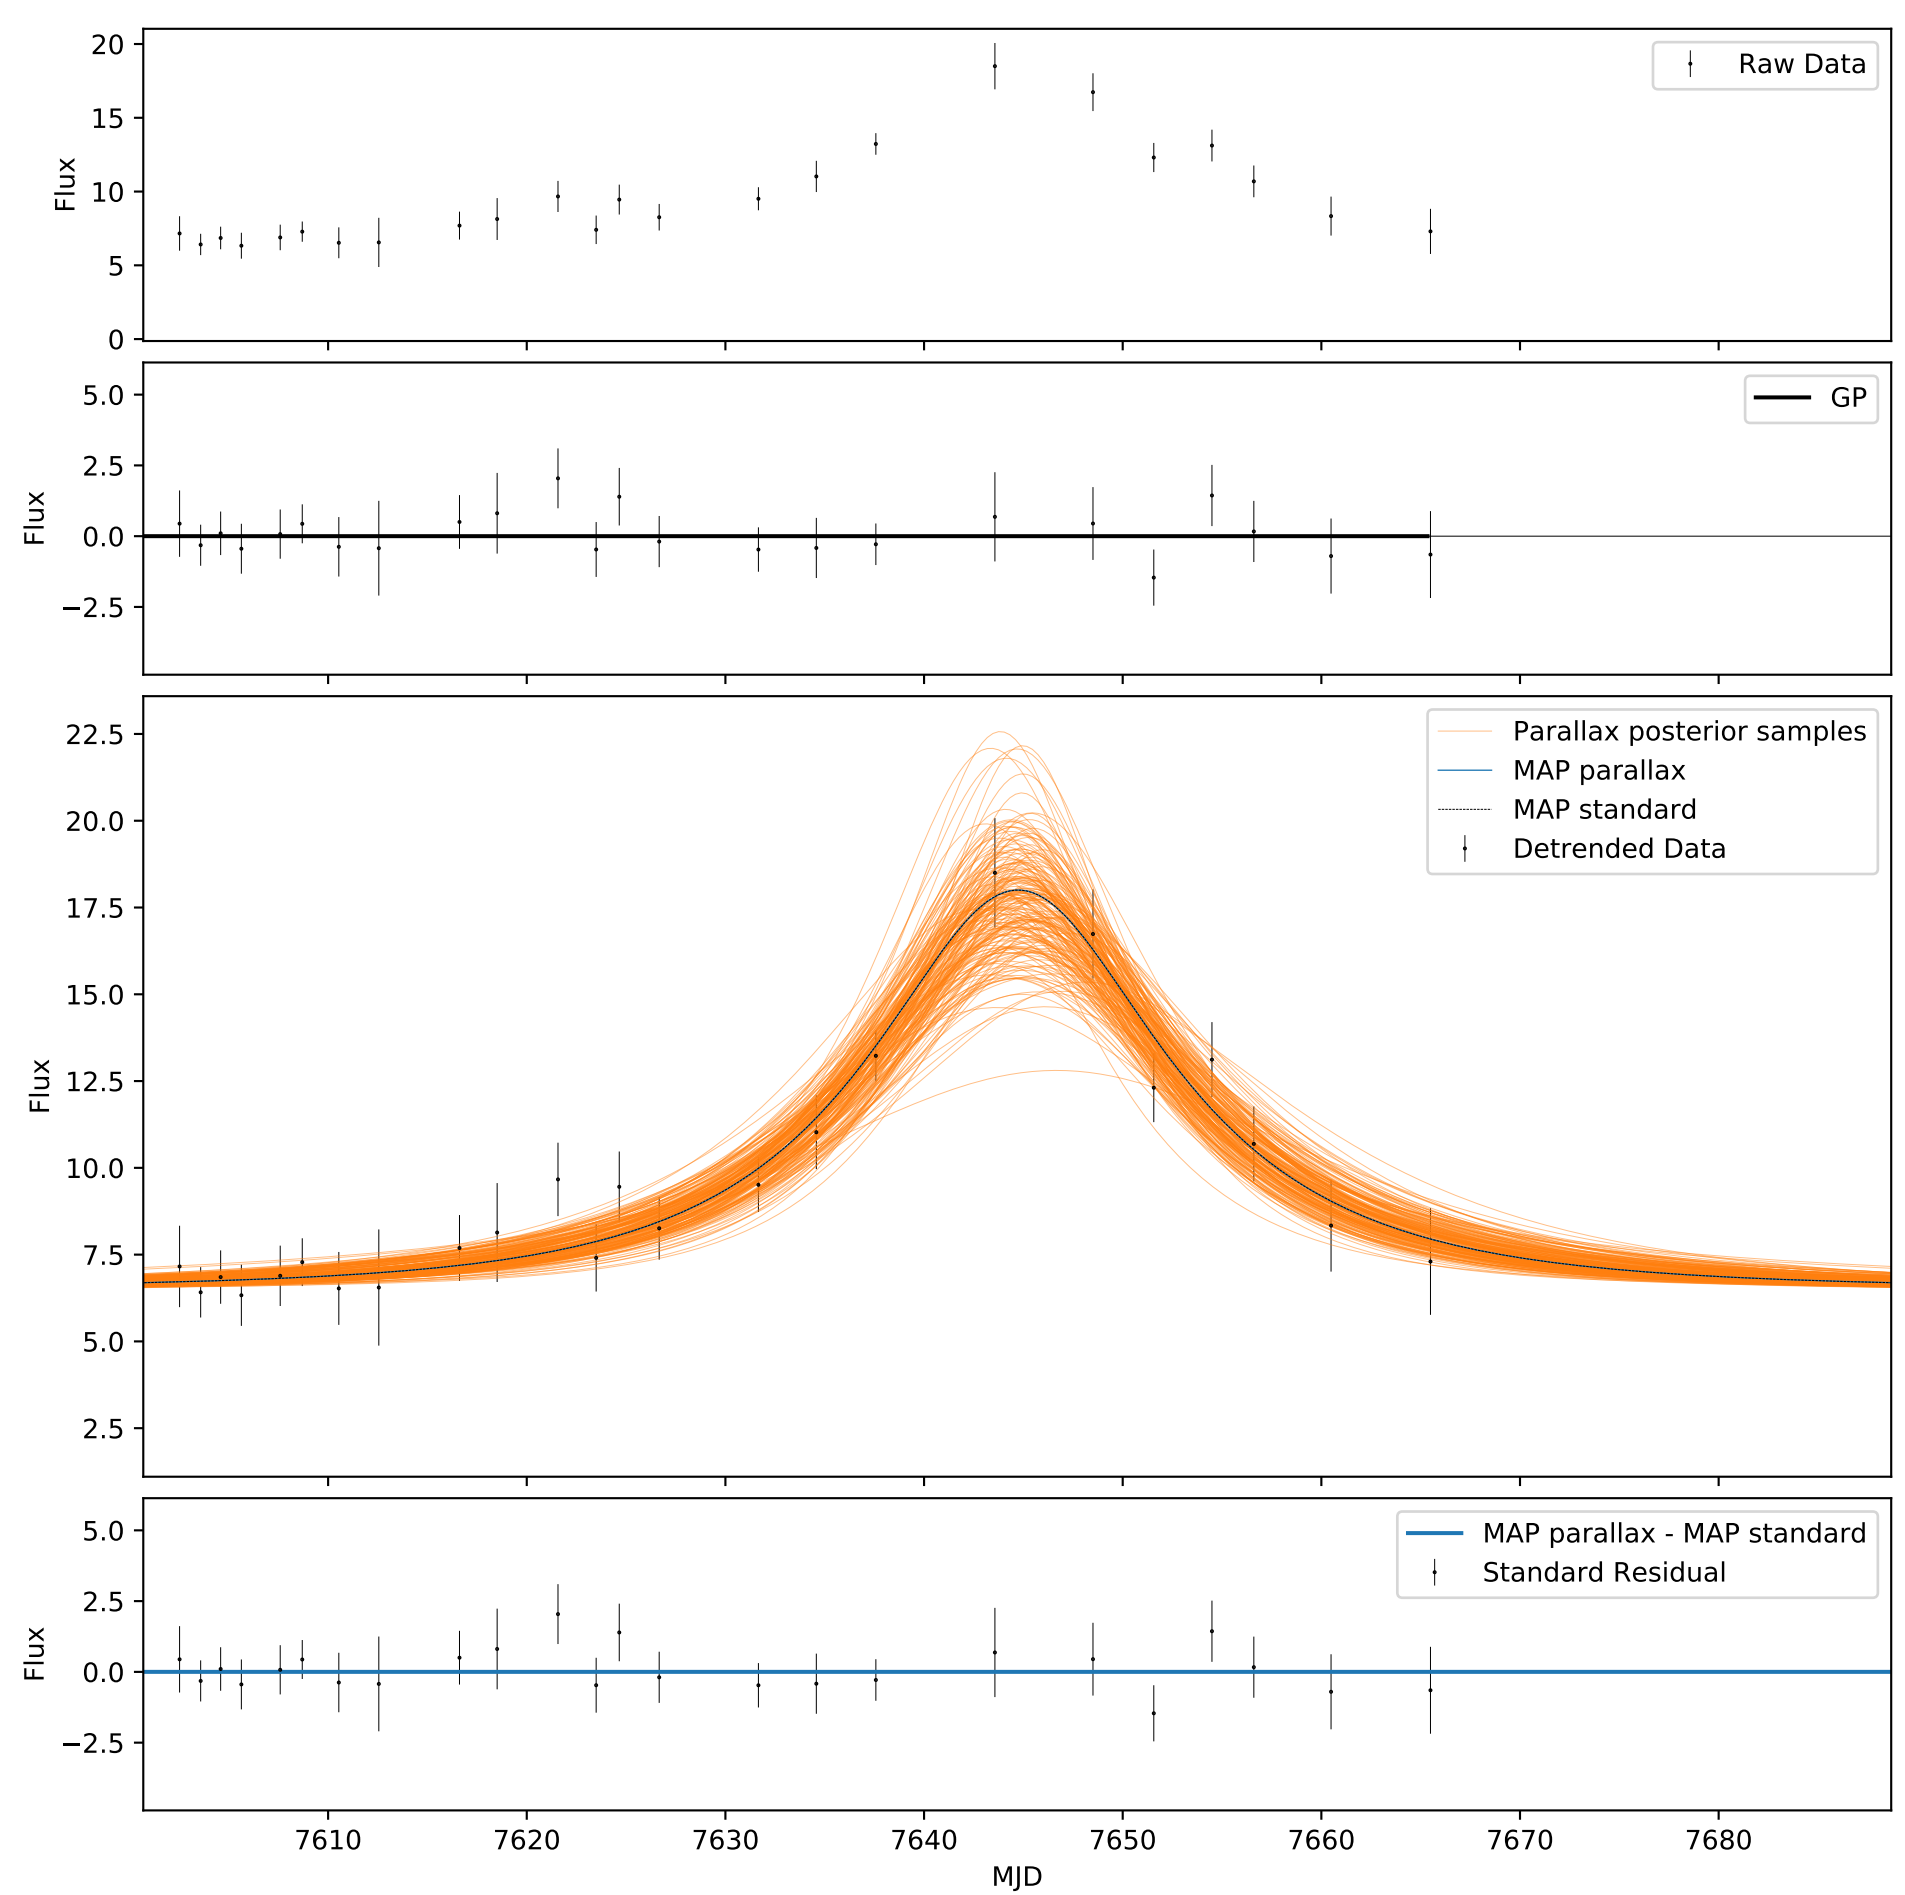 20
15
10
5
0
Flux
Raw Data
5.0
2.5
0.0
−2.5
Flux
GP
22.5
20.0
17.5
15.0
12.5
10.0
7.5
5.0
2.5
Flux
Parallax posterior samples
MAP parallax
MAP standard
Detrended Data
5.0
2.5
0.0
−2.5
Flux
MAP parallax - MAP standard
Standard Residual
7610 7620 7630 7640 7650 7660 7670 7680
MJD